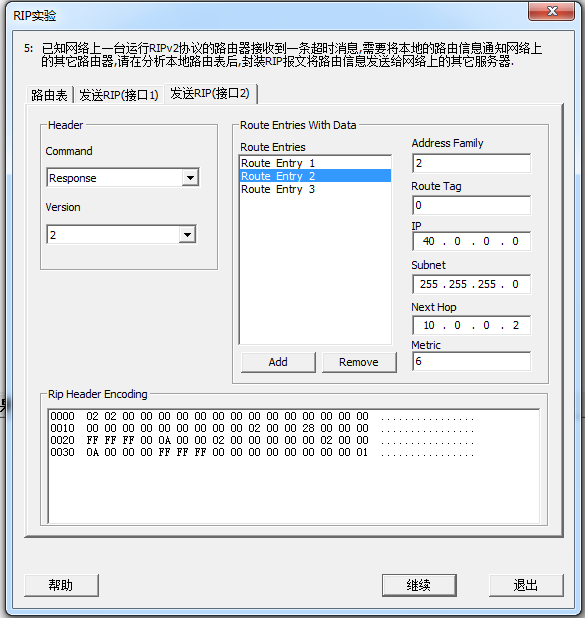 RIP实验
5: 已知网络上一台运行RIPv2协议的路由器接收到一条超时消息,需要将本地的路由信息通知网络上
的其它路由器,请在分析本地路由表后,封装RIP报文将路由信息发送给网络上的其它服务器.
路由表 发送RIP(接口1) 发送RIP(接口2)
Header
Command
Response
Version
2
Route Entries With Data
Route Entries
Route Entry 1
Route Entry 2
Route Entry 3
Add Remove
Address Family
2
Route Tag
0
IP
40 . 0 . 0 . 0
Subnet
255 . 255 . 255 . 0
Next Hop
10 . 0 . 0 . 2
Metric
6
Rip Header Encoding
0000 02 02 00 00 00 00 00 00 00 00 00 00 00 00 00 00 ................
0010 00 00 00 00 00 00 00 00 00 02 00 00 28 00 00 00 ................
0020 FF FF FF 00 0A 00 00 02 00 00 00 00 00 02 00 00 ................
0030 0A 00 00 00 FF FF FF 00 00 00 00 00 00 00 00 01 ................
帮助 继续 退出